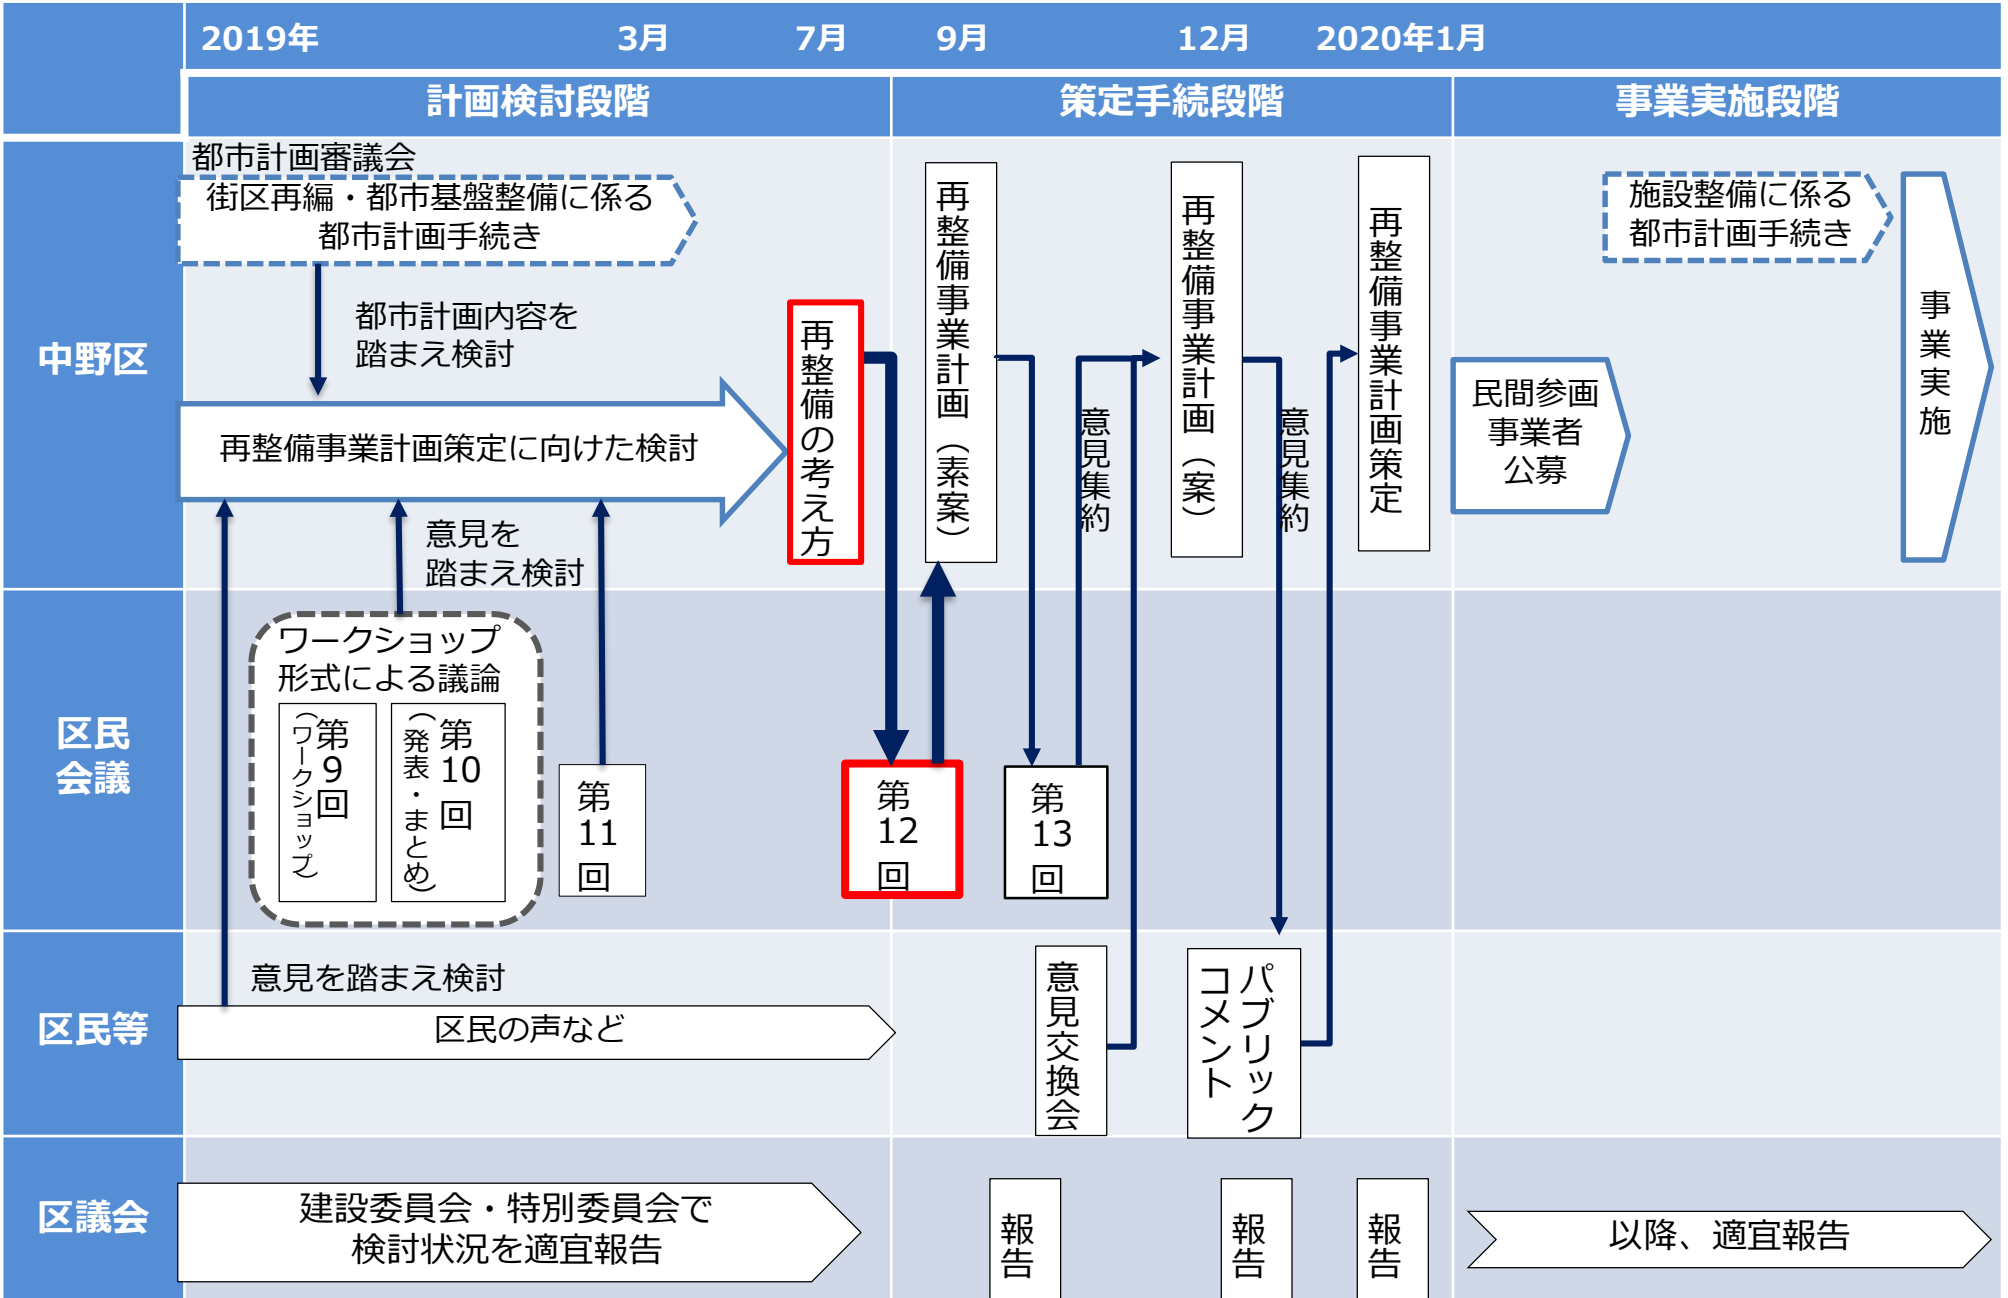 2019年 3月 7月 9月 12月 2020年1月
計画検討段階 策定手続段階 事業実施段階
中野区
都市計画審議会
街区再編・都市基盤整備に係る
都市計画手続き
都市計画内容を
踏まえ検討
再整備事業計画策定に向けた検討
意見を
踏まえ検討
再整備の考え方
再整備事業計画（素案）
意見集約
再整備事業計画（案）
意見集約
再整備事業計画策定
民間参画
事業者
公募
施設整備に係る
都市計画手続き
事業実施
区民
会議
ワークショップ
形式による議論
第9回
（ワークショップ）
第10回
（発表・まとめ）
第11回
第12回
第13回
区民等
意見を踏まえ検討
区民の声など
意見交換会
パブリック
コメント
区議会
建設委員会・特別委員会で
検討状況を適宜報告
報告
報告
報告
以降、適宜報告